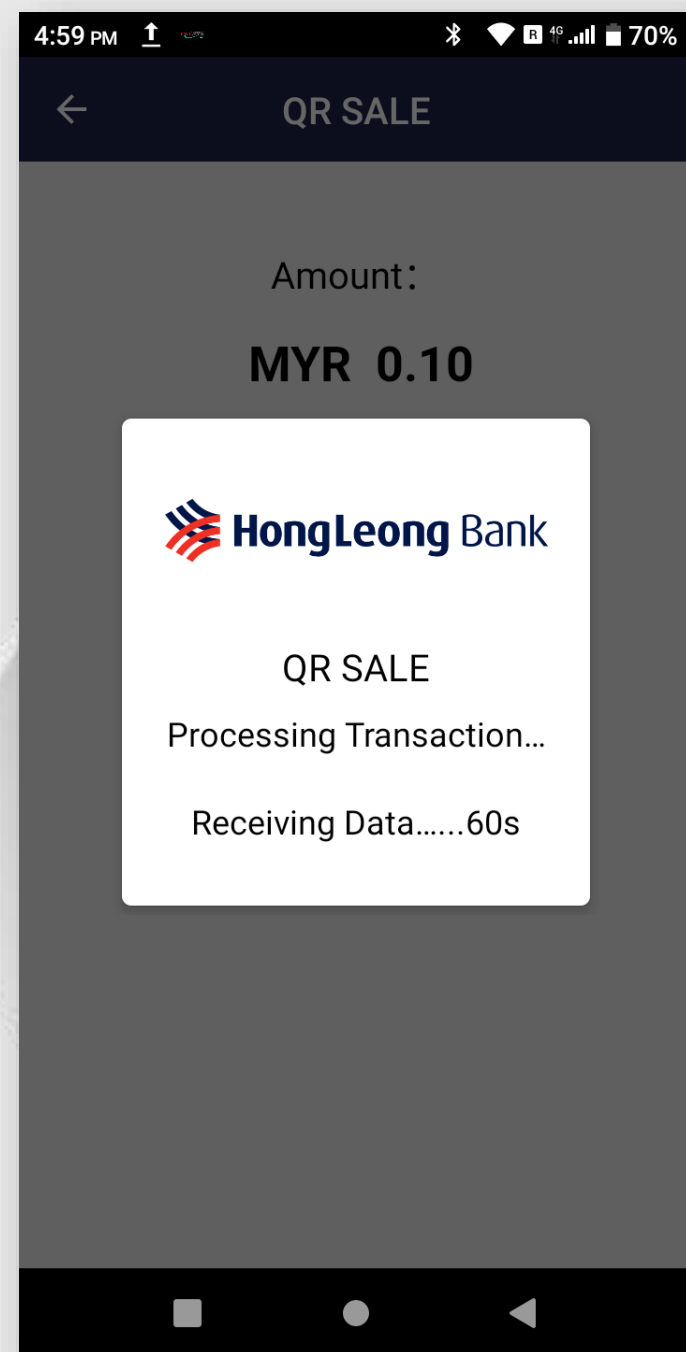 4:59 PM R 4G 70%
QR SALE
Amount:
MYR 0.10
HongLeong Bank
QR SALE
Processing Transaction...
Receiving Data......60s